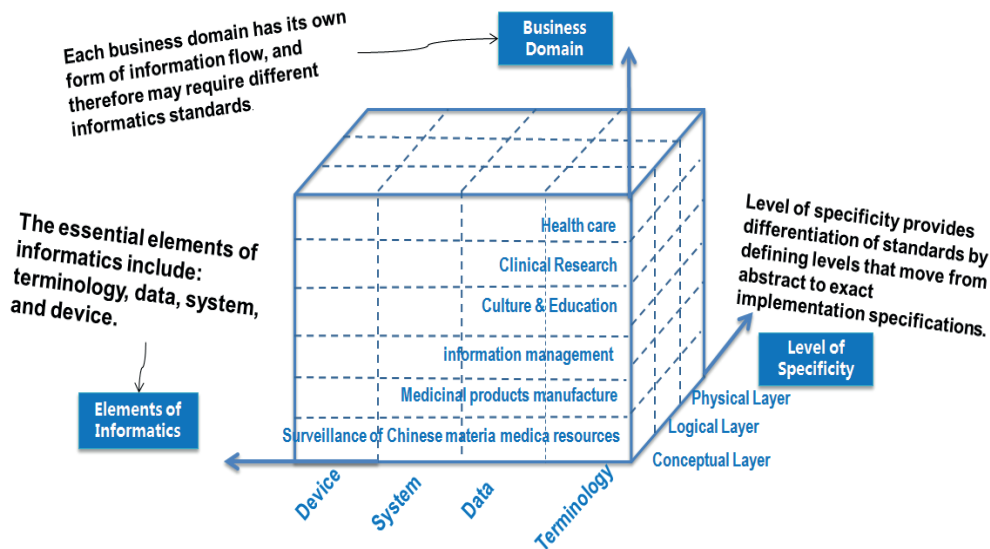 Business
Domain
Each business domain has its own
form of information flow, and
therefore may require different
informatics standards.
The essential elements of
informatics include:
terminology, data, system,
and device.
Elements of
Informatics
Level of specificity provides
differentiation of standards by
defining levels that move from
abstract to exact
implementation specifications.
Level of
Specificity
Health care
Clinical Research
Culture & Education
information management
Medicinal products manufacture
Surveillance of Chinese materia medica resources
Physical Layer
Logical Layer
Conceptual Layer
Device
System
Data
Terminology